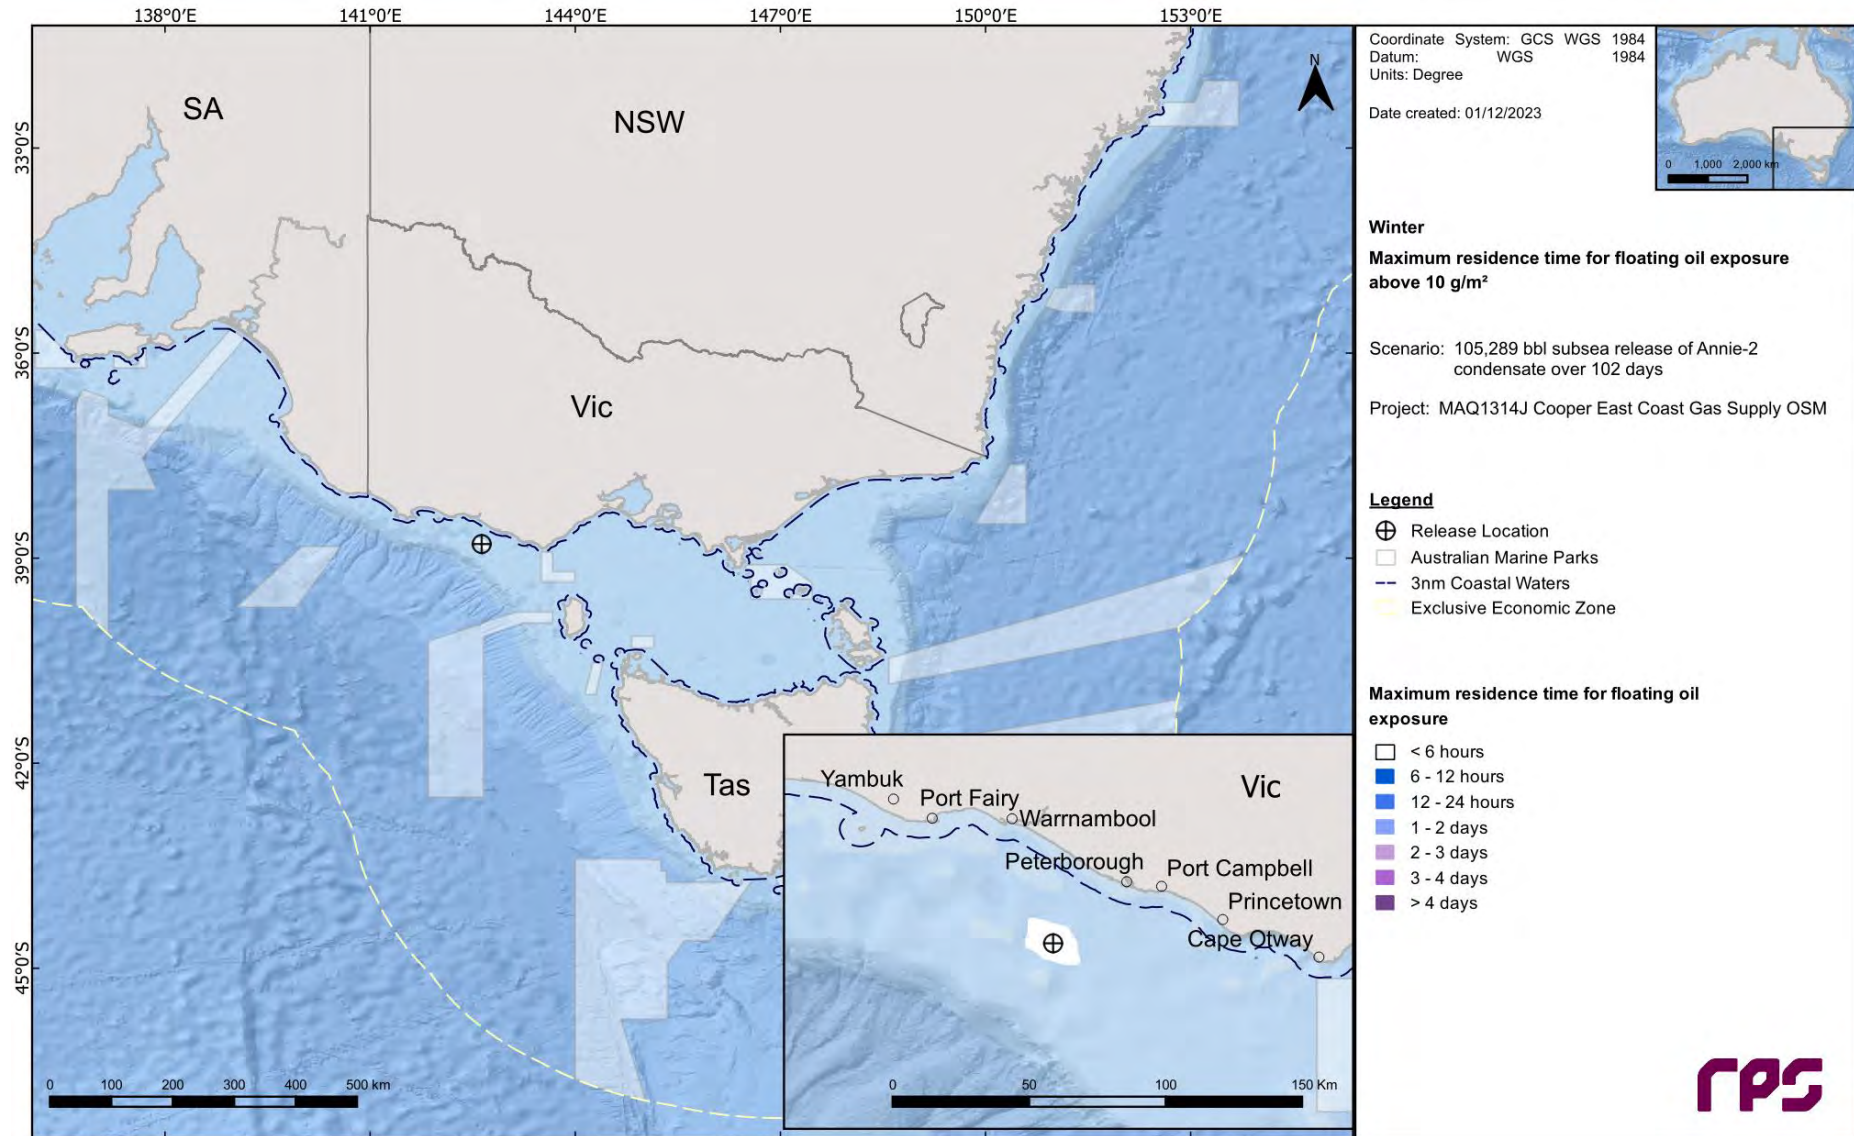 138°0'E 141°0'E 144°0'E 147°0'E 150°0'E 153°0'E
33°0'S
36°0'S
39°0'S
42°0'S
45°0'S
SA
NSW
Vic
Tas
N
0 100 200 300 400 500 km
Yambuk
Port Fairy
Warrnambool
Peterborough
Port Campbell
Princetown
Cape Otway
Vic
0 50 100 150 Km
Coordinate System: GCS WGS 1984
Datum: WGS 1984
Units: Degree
Date created: 01/12/2023
0 1,000 2,000 km
Winter
Maximum residence time for floating oil exposure
above 10 g/m²
Scenario: 105,289 bbl subsea release of Annie-2
condensate over 102 days
Project: MAQ1314J Cooper East Coast Gas Supply OSM
Legend
Release Location
Australian Marine Parks
3nm Coastal Waters
Exclusive Economic Zone
Maximum residence time for floating oil
exposure
< 6 hours
6 - 12 hours
12 - 24 hours
1 - 2 days
2 - 3 days
3 - 4 days
> 4 days
rps